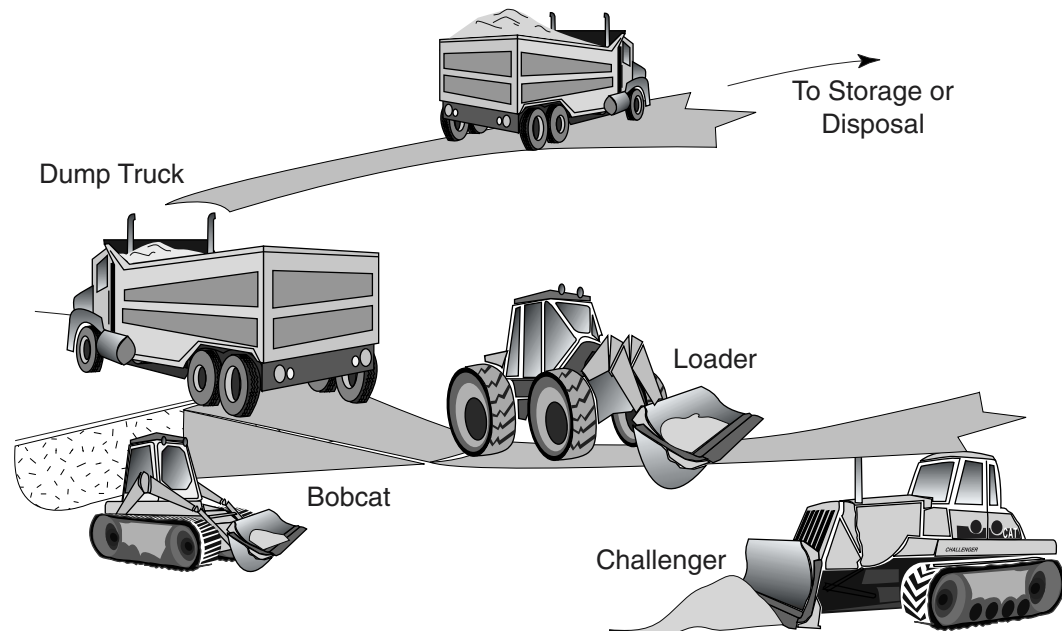 To Storage or
Disposal
Dump Truck
Loader
Bobcat
Challenger
CAT
CHALLENGER